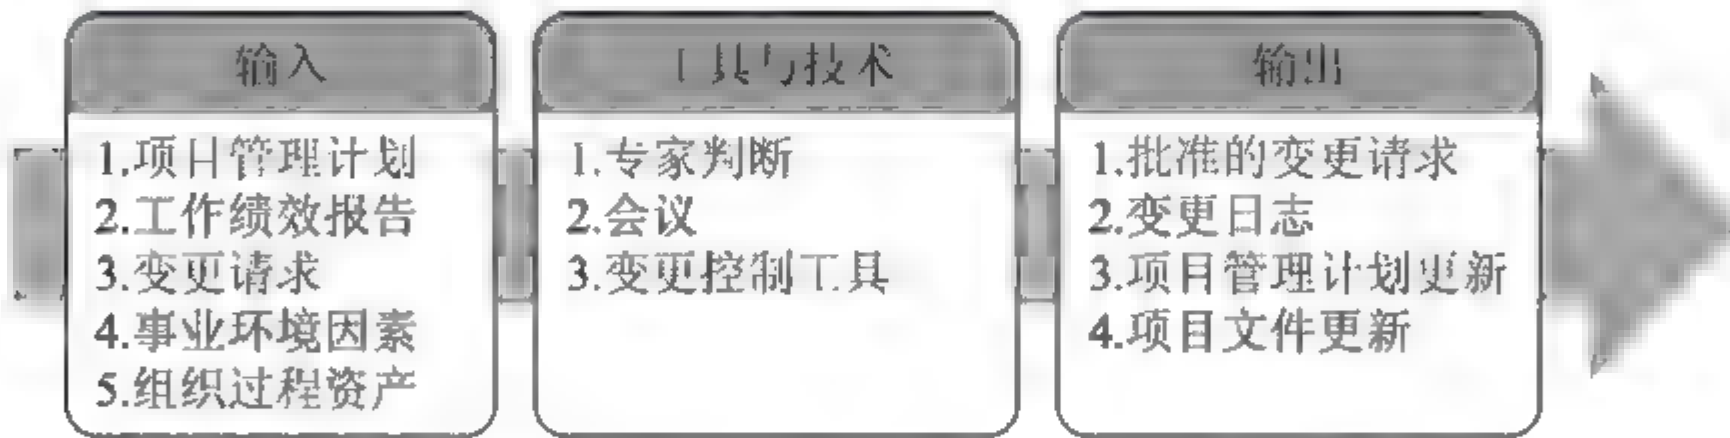 输入
1.项目管理计划
2.工作绩效报告
3.变更请求
4.事业环境因素
5.组织过程资产
工具与技术
1.专家判断
2.会议
3.变更控制工具
输出
1.批准的变更请求
2.变更日志
3.项目管理计划更新
4.项目文件更新